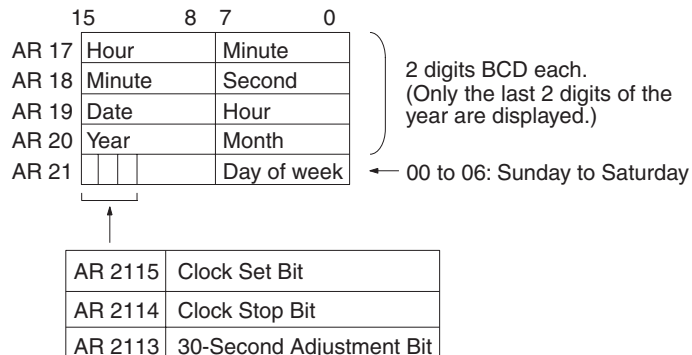 15 8 7 0
AR 17 Hour Minute
AR 18 Minute Second
AR 19 Date Hour
AR 20 Year Month
AR 21 Day of week
2 digits BCD each.
(Only the last 2 digits of the
year are displayed.)
00 to 06: Sunday to Saturday
AR 2115 Clock Set Bit
AR 2114 Clock Stop Bit
AR 2113 30-Second Adjustment Bit